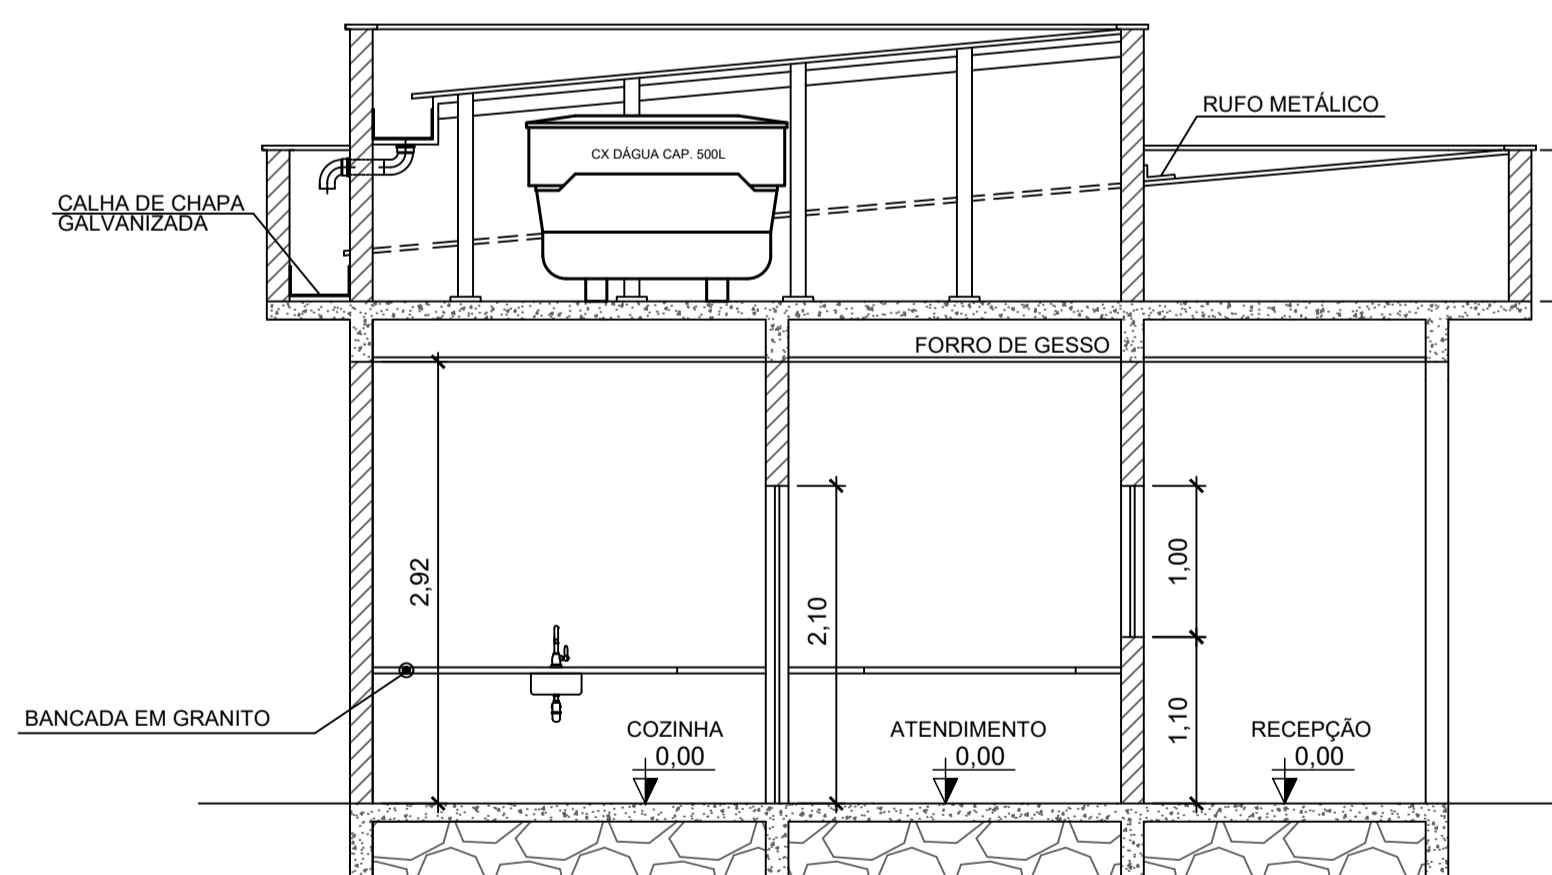 RUFO METÁLICO
CX DÁGUA CAP. 500L
CALHA DE CHAPA
GALVANIZADA
FORRO DE GESSO
2,92
2,10
1,00
1,10
BANCADA EM GRANITO
COZINHA
0,00
ATENDIMENTO
0,00
RECEPÇÃO
0,00